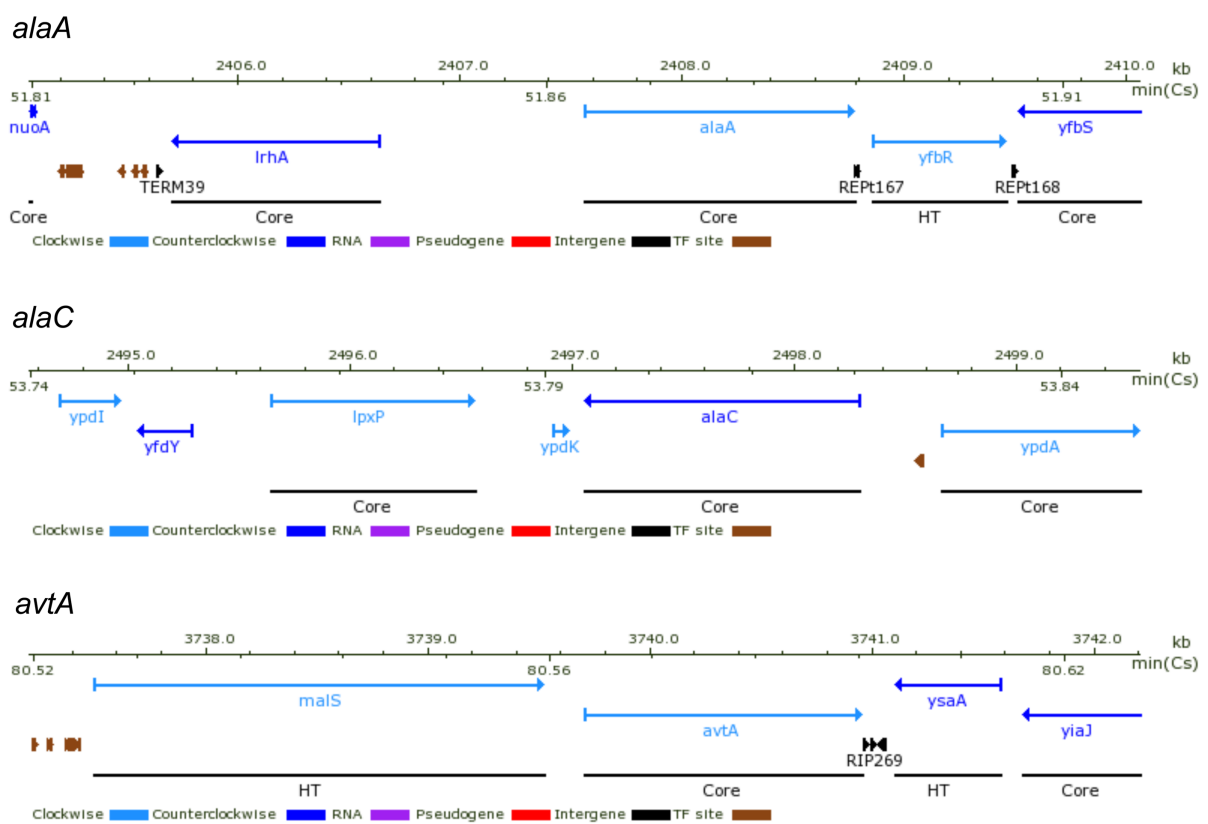 alaA
2406.0 2407.0 2408.0 2409.0 2410.0 kb
51.81 51.86 51.91 min(Cs)
nuoA alaA yfbS
lrhA yfbR
TERM39 REPt167 REPt168
Core Core Core HT Core
Clockwise Counterclockwise RNA Pseudogene Intergene TF site
alaC
2495.0 2496.0 2497.0 2498.0 2499.0 kb
53.74 53.79 53.84 min(Cs)
ypdI lpxP alaC
yfdY ypdK ypdA
Core Core Core
Clockwise Counterclockwise RNA Pseudogene Intergene TF site
avtA
3738.0 3739.0 3740.0 3741.0 3742.0 kb
80.52 80.56 80.62 min(Cs)
malS ysaA
avtA yiaJ
RIP269
HT Core HT Core
Clockwise Counterclockwise RNA Pseudogene Intergene TF site